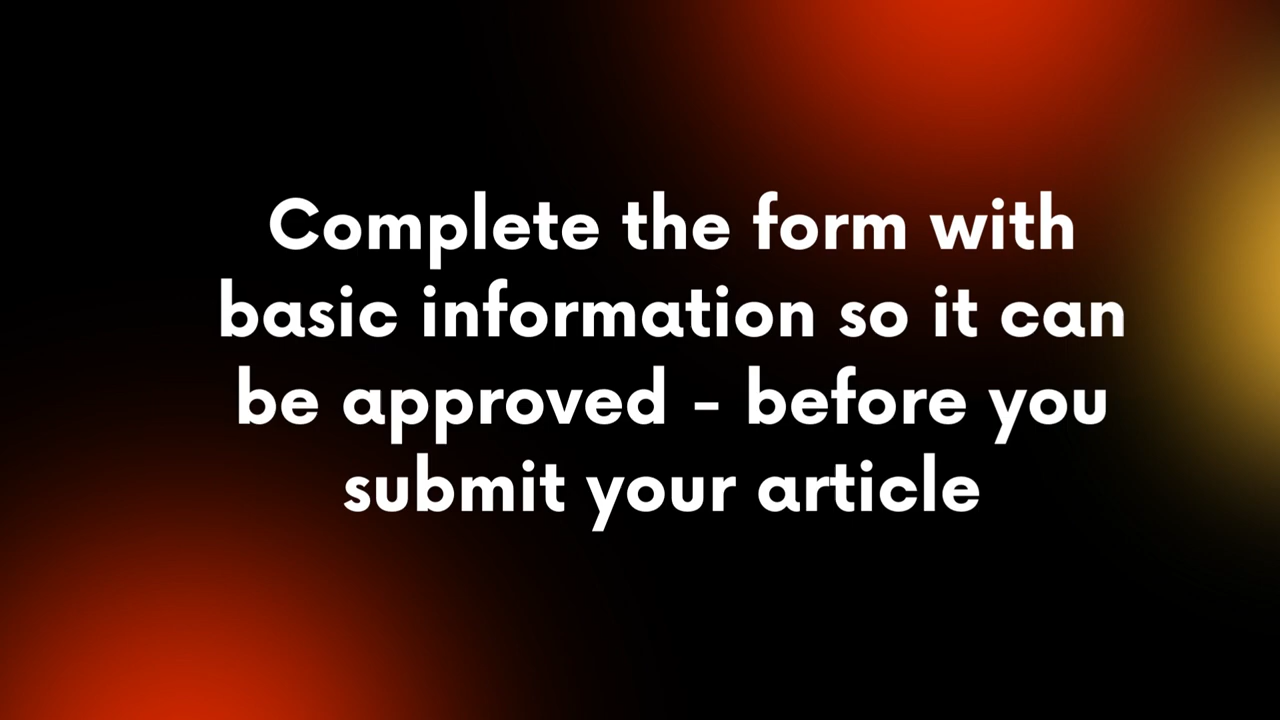 Complete the form with
basic information so it can
be approved - before you
submit your article